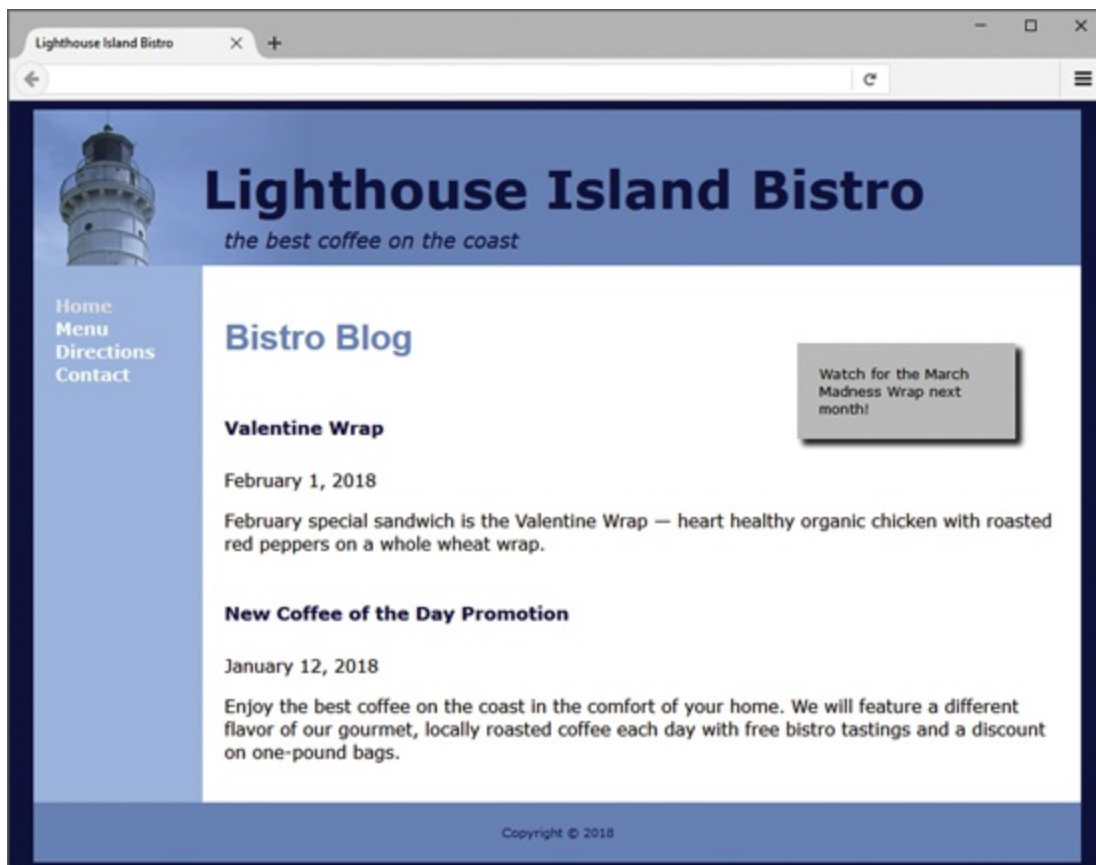 Lighthouse Island Bistro
Lighthouse Island Bistro
the best coffee on the coast
Home
Menu
Directions
Contact
Bistro Blog
Watch for the March
Madness Wrap next
month!
Valentine Wrap
February 1, 2018
February special sandwich is the Valentine Wrap — heart healthy organic chicken with roasted
red peppers on a whole wheat wrap.
New Coffee of the Day Promotion
January 12, 2018
Enjoy the best coffee on the coast in the comfort of your home. We will feature a different
flavor of our gourmet, locally roasted coffee each day with free bistro tastings and a discount
on one-pound bags.
Copyright © 2018